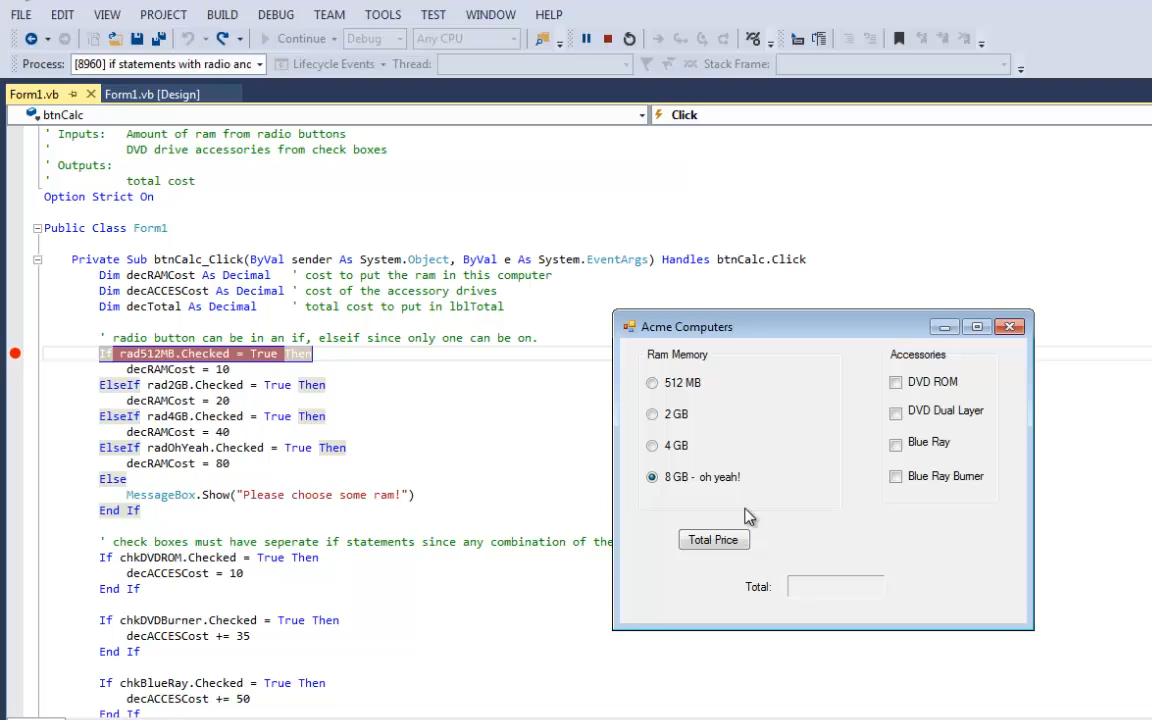 FILE EDIT VIEW PROJECT BUILD DEBUG TEAM TOOLS TEST WINDOW HELP
Continue Debug Any CPU
Process: [8960] if statements with radio and Lifecycle Events Thread: Stack Frame:
Form1.vb Form1.vb [Design]
btnCalc Click
' Inputs: Amount of ram from radio buttons
' DVD drive accessories from check boxes
' Outputs:
' total cost
Option Strict On
Public Class Form1
Private Sub btnCalc_Click(ByVal sender As System.Object, ByVal e As System.EventArgs) Handles btnCalc.Click
Dim decRAMCost As Decimal ' cost to put the ram in this computer
Dim decACCESCost As Decimal ' cost of the accessory drives
Dim decTotal As Decimal ' total cost to put in lblTotal
' radio button can be in an if, elseif since only one can be on.
If rad512MB.Checked = True Then
decRAMCost = 10
ElseIf rad2GB.Checked = True Then
decRAMCost = 20
ElseIf rad4GB.Checked = True Then
decRAMCost = 40
ElseIf radOhYeah.Checked = True Then
decRAMCost = 80
Else
MessageBox.Show("Please choose some ram!")
End If
' check boxes must have seperate if statements since any combination of the
If chkDVDROM.Checked = True Then
decACCESCost = 10
End If
If chkDVDBurner.Checked = True Then
decACCESCost += 35
End If
If chkBlueRay.Checked = True Then
decACCESCost += 50
End If
Acme Computers
Ram Memory
512 MB
2 GB
4 GB
8 GB - oh yeah!
Accessories
DVD ROM
DVD Dual Layer
Blue Ray
Blue Ray Burner
Total Price
Total: